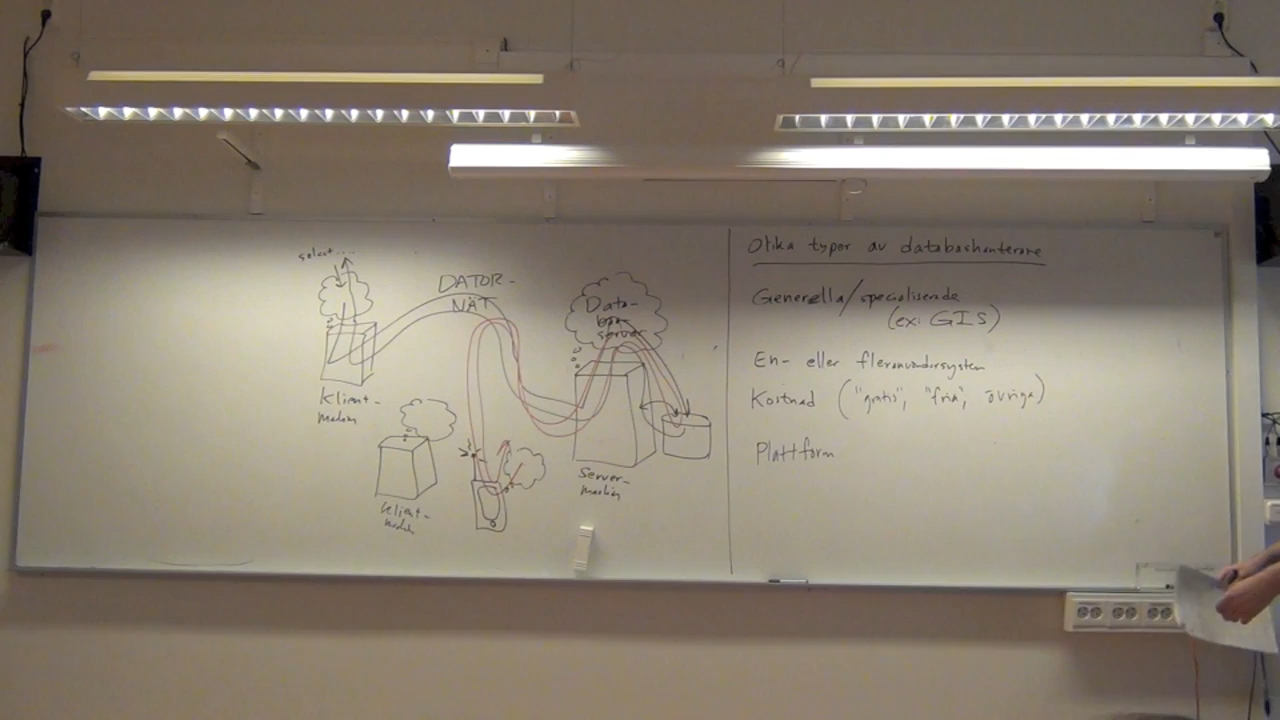 select....
DATOR-
NÄT
Data-
bas-
server
Klient-
maskin
Klient-
maskin
Server-
maskin
Olika typer av databashanterare
Generella/specialiserade
(ex: GIS)
En- eller fleranvändarsystem
Kostnad ("gratis", "fria", övriga)
Plattform